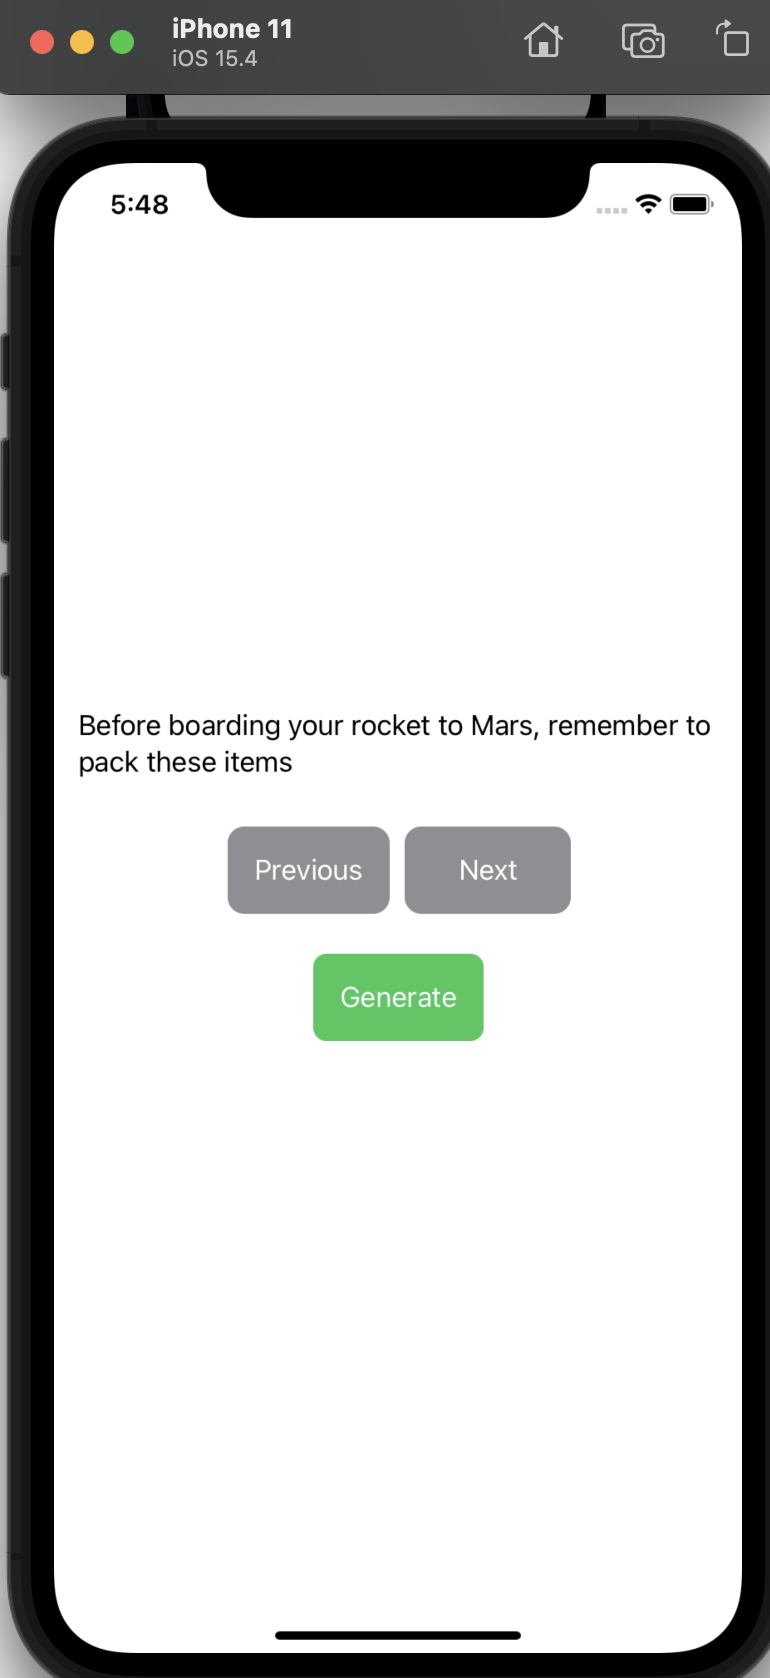 iPhone 11
iOS 15.4
5:48
Before boarding your rocket to Mars, remember to
pack these items
Previous Next
Generate